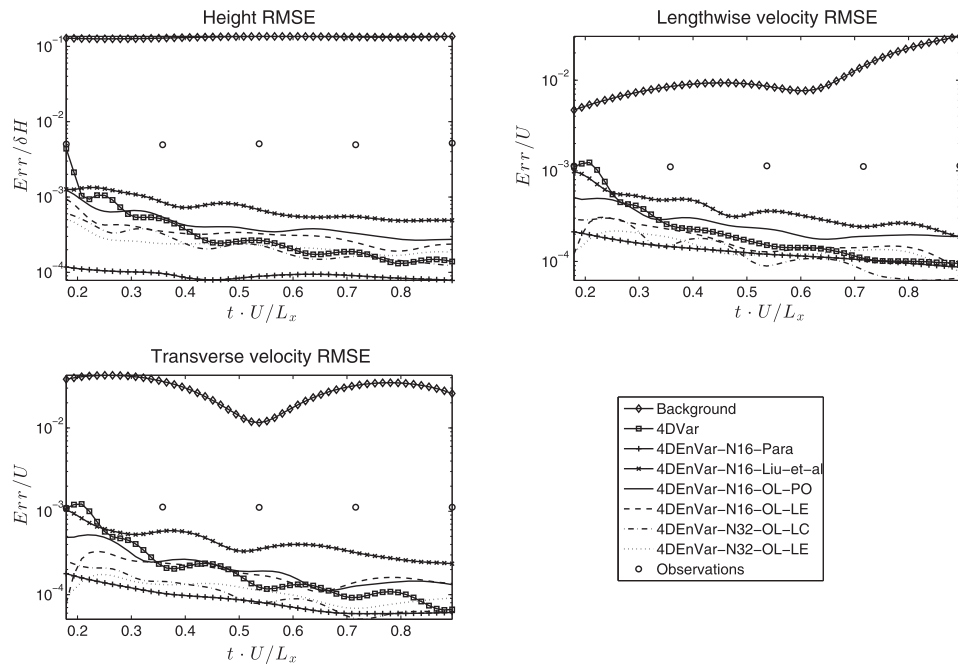 Height RMSE
10⁻¹
10⁻²
10⁻³
10⁻⁴
Err/δH
0.2 0.3 0.4 0.5 0.6 0.7 0.8
t · U/Lₓ
Lengthwise velocity RMSE
10⁻²
10⁻³
10⁻⁴
Err/U
0.2 0.3 0.4 0.5 0.6 0.7 0.8
t · U/Lₓ
Transverse velocity RMSE
10⁻²
10⁻³
10⁻⁴
Err/U
0.2 0.3 0.4 0.5 0.6 0.7 0.8
t · U/Lₓ
Background
4DVar
4DEnVar−N16−Para
4DEnVar−N16−Liu−et−al
4DEnVar−N16−OL−PO
4DEnVar−N16−OL−LE
4DEnVar−N32−OL−LC
4DEnVar−N32−OL−LE
Observations